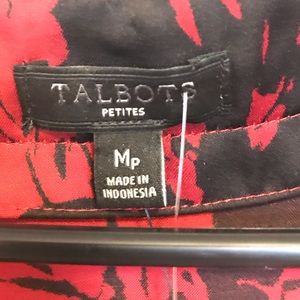 TALBOTS
PETITES
MP
MADE IN
INDONESIA